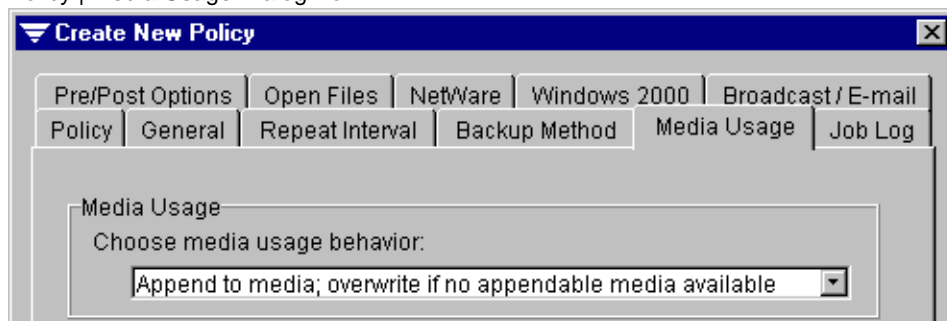 Create New Policy
Pre/Post Options Open Files NetWare Windows 2000 Broadcast / E-mail
Policy General Repeat Interval Backup Method Media Usage Job Log
Media Usage
Choose media usage behavior:
Append to media; overwrite if no appendable media available